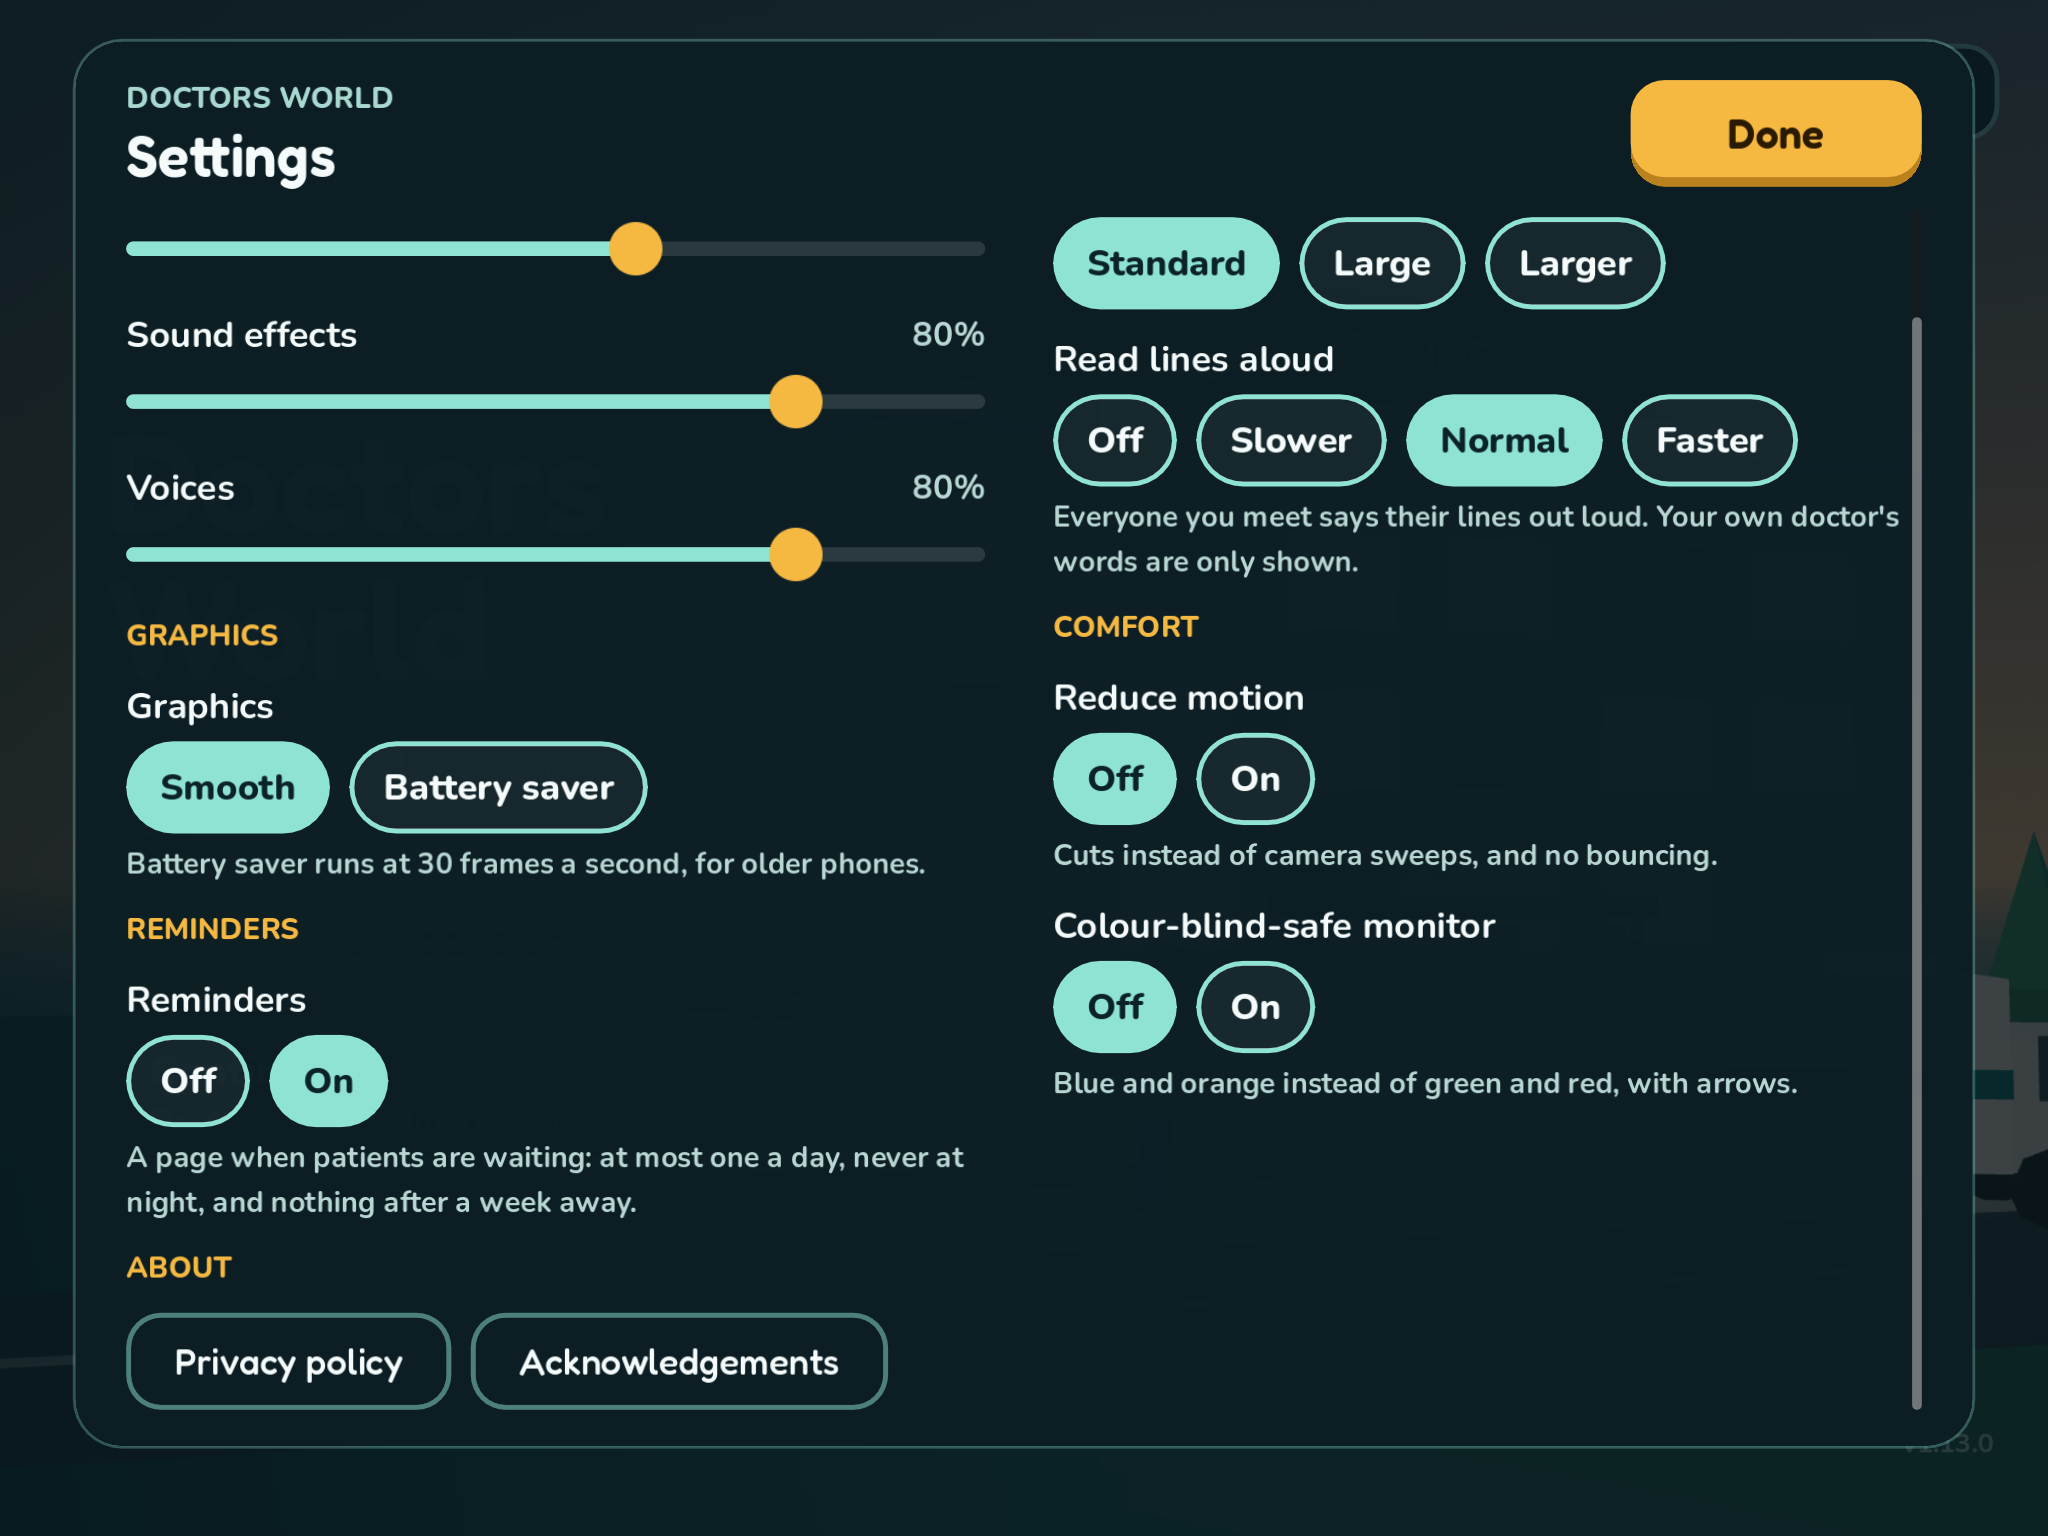 DOCTORS WORLD
Settings
Done
Sound effects
80%
Voices
80%
GRAPHICS
Graphics
Smooth
Battery saver
Battery saver runs at 30 frames a second, for older phones.
REMINDERS
Reminders
Off
On
A page when patients are waiting: at most one a day, never at
night, and nothing after a week away.
ABOUT
Privacy policy
Acknowledgements
Standard
Large
Larger
Read lines aloud
Off
Slower
Normal
Faster
Everyone you meet says their lines out loud. Your own doctor's
words are only shown.
COMFORT
Reduce motion
Off
On
Cuts instead of camera sweeps, and no bouncing.
Colour-blind-safe monitor
Off
On
Blue and orange instead of green and red, with arrows.
Doctors
World